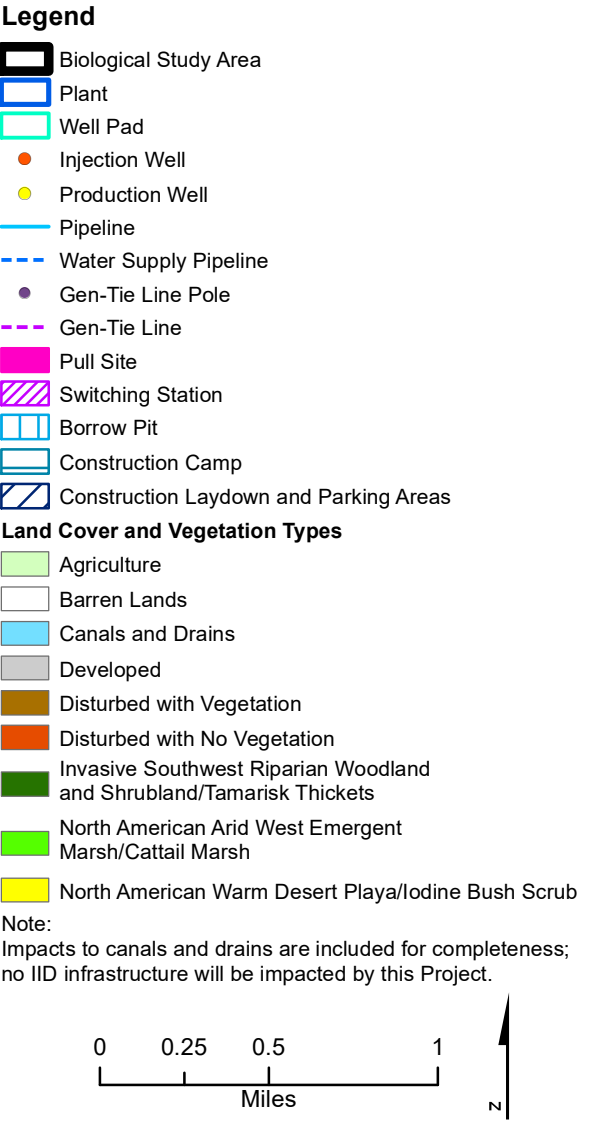 Legend
Biological Study Area
Plant
Well Pad
Injection Well
Production Well
Pipeline
Water Supply Pipeline
Gen-Tie Line Pole
Gen-Tie Line
Pull Site
Switching Station
Borrow Pit
Construction Camp
Construction Laydown and Parking Areas
Land Cover and Vegetation Types
Agriculture
Barren Lands
Canals and Drains
Developed
Disturbed with Vegetation
Disturbed with No Vegetation
Invasive Southwest Riparian Woodland
and Shrubland/Tamarisk Thickets
North American Arid West Emergent
Marsh/Cattail Marsh
North American Warm Desert Playa/Iodine Bush Scrub
Note:
Impacts to canals and drains are included for completeness;
no IID infrastructure will be impacted by this Project.
0 0.25 0.5 1
Miles
N